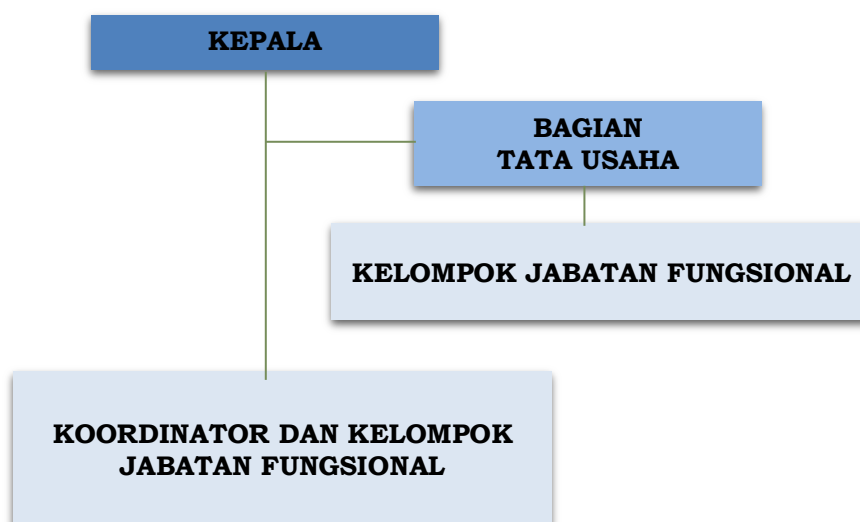 KEPALA
BAGIAN
TATA USAHA
KELOMPOK JABATAN FUNGSIONAL
KOORDINATOR DAN KELOMPOK
JABATAN FUNGSIONAL